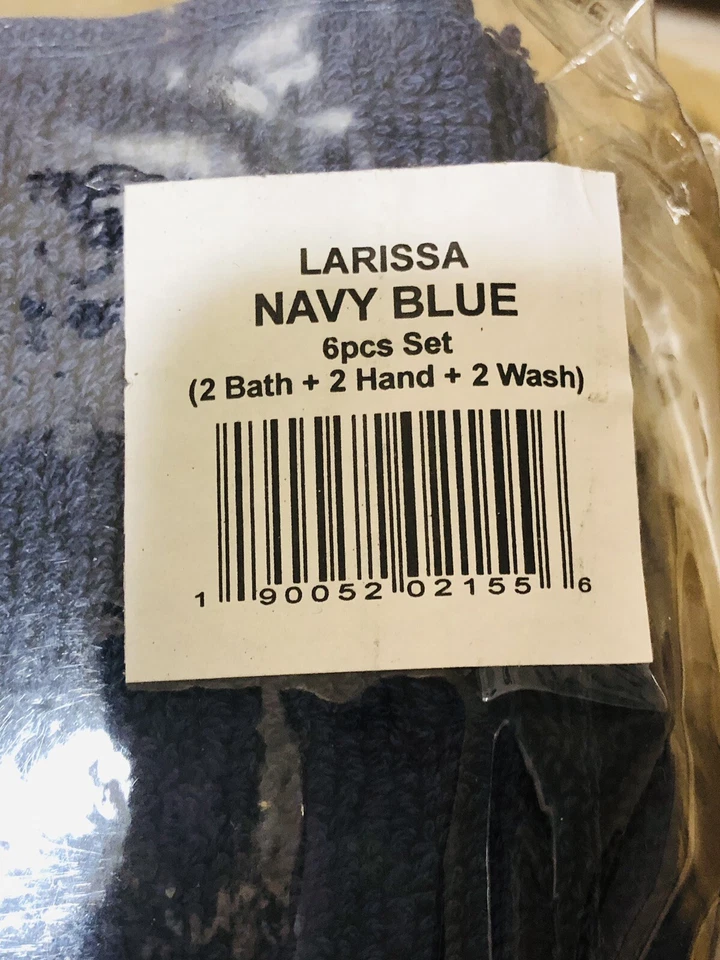 LARISSA
NAVY BLUE
6pcs Set
(2 Bath + 2 Hand + 2 Wash)
1 90052 02155 6